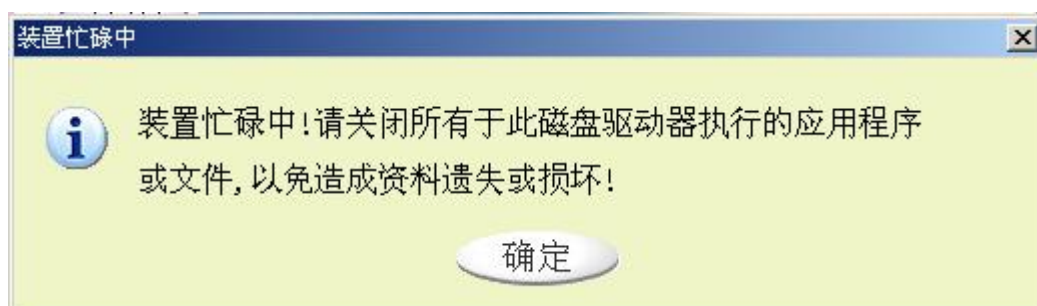 装置忙碌中
装置忙碌中!请关闭所有于此磁盘驱动器执行的应用程序
或文件,以免造成资料遗失或损坏!
确定